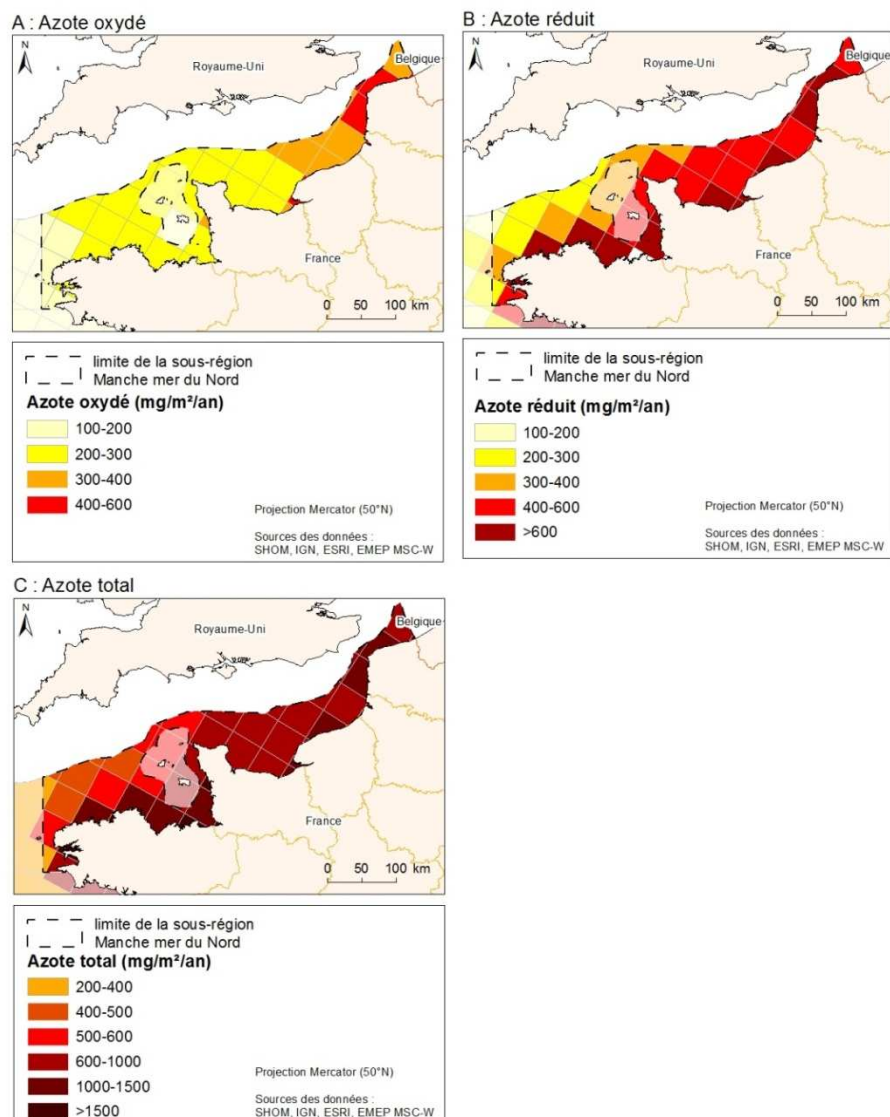 A : Azote oxydé
N
Royaume-Uni
Belgique
France
0 50 100 km
limite de la sous-région
Manche mer du Nord
Azote oxydé (mg/m²/an)
100-200
200-300
300-400
400-600
Projection Mercator (50°N)
Sources des données :
SHOM, IGN, ESRI, EMEP MSC-W
B : Azote réduit
N
Royaume-Uni
Belgique
France
0 50 100 km
limite de la sous-région
Manche mer du Nord
Azote réduit (mg/m²/an)
100-200
200-300
300-400
400-600
>600
Projection Mercator (50°N)
Sources des données :
SHOM, IGN, ESRI, EMEP MSC-W
C : Azote total
N
Royaume-Uni
Belgique
France
0 50 100 km
limite de la sous-région
Manche mer du Nord
Azote total (mg/m²/an)
200-400
400-500
500-600
600-1000
1000-1500
>1500
Projection Mercator (50°N)
Sources des données :
SHOM, IGN, ESRI, EMEP MSC-W